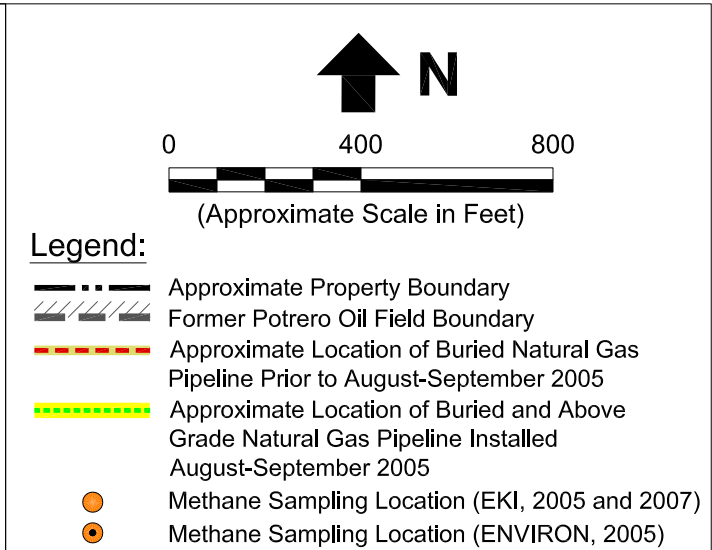 N
0 400 800
(Approximate Scale in Feet)
Legend:
Approximate Property Boundary
Former Potrero Oil Field Boundary
Approximate Location of Buried Natural Gas
Pipeline Prior to August-September 2005
Approximate Location of Buried and Above
Grade Natural Gas Pipeline Installed
August-September 2005
Methane Sampling Location (EKI, 2005 and 2007)
Methane Sampling Location (ENVIRON, 2005)